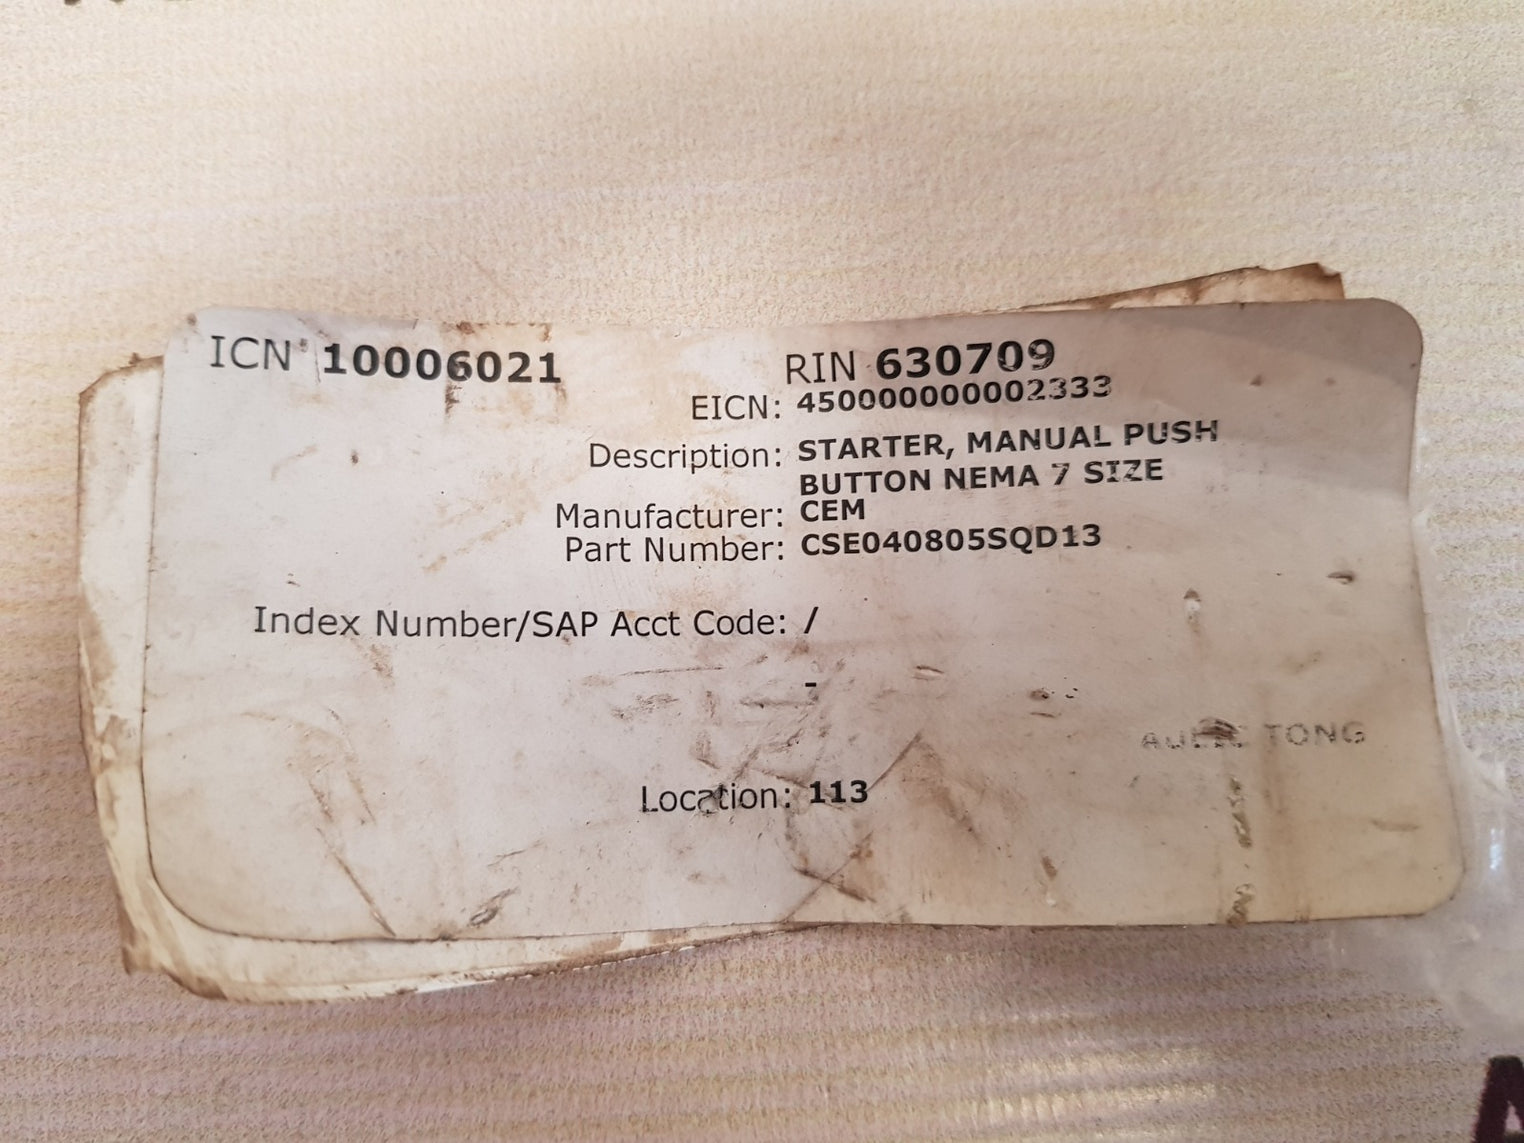 ICN 10006021 RIN 630709
EICN: 450000000002333
Description: STARTER, MANUAL PUSH
BUTTON NEMA 7 SIZE
Manufacturer: CEM
Part Number: CSE040805SQD13
Index Number/SAP Acct Code: /
-
TONG
Location: 113